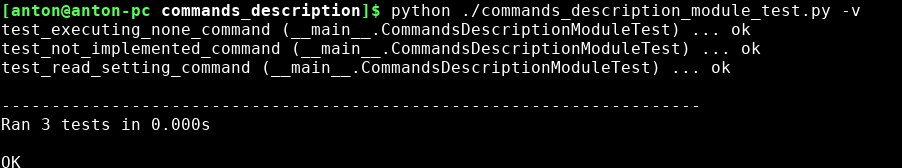 [anton@anton-pc commands_description]$ python ./commands_description_module_test.py -v
test_executing_none_command (__main__.CommandsDescriptionModuleTest) ... ok
test_not_implemented_command (__main__.CommandsDescriptionModuleTest) ... ok
test_read_setting_command (__main__.CommandsDescriptionModuleTest) ... ok
----------------------------------------------------------------------
Ran 3 tests in 0.000s
OK